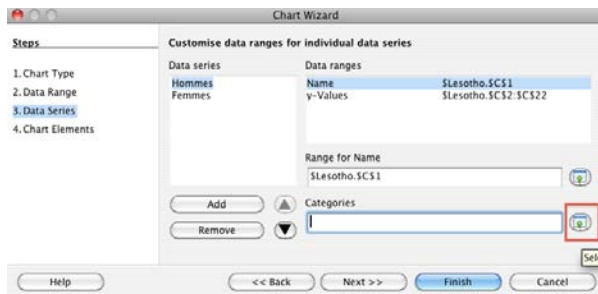 Chart Wizard
Steps
1. Chart Type
2. Data Range
3. Data Series
4. Chart Elements
Customise data ranges for individual data series
Data series
Hommes
Femmes
Data ranges
Name $Lesotho.$C$1
y-Values $Lesotho.$C$2:$C$22
Range for Name
$Lesotho.$C$1
Add
Remove
Categories
Sel
Help
<< Back
Next >>
Finish
Cancel